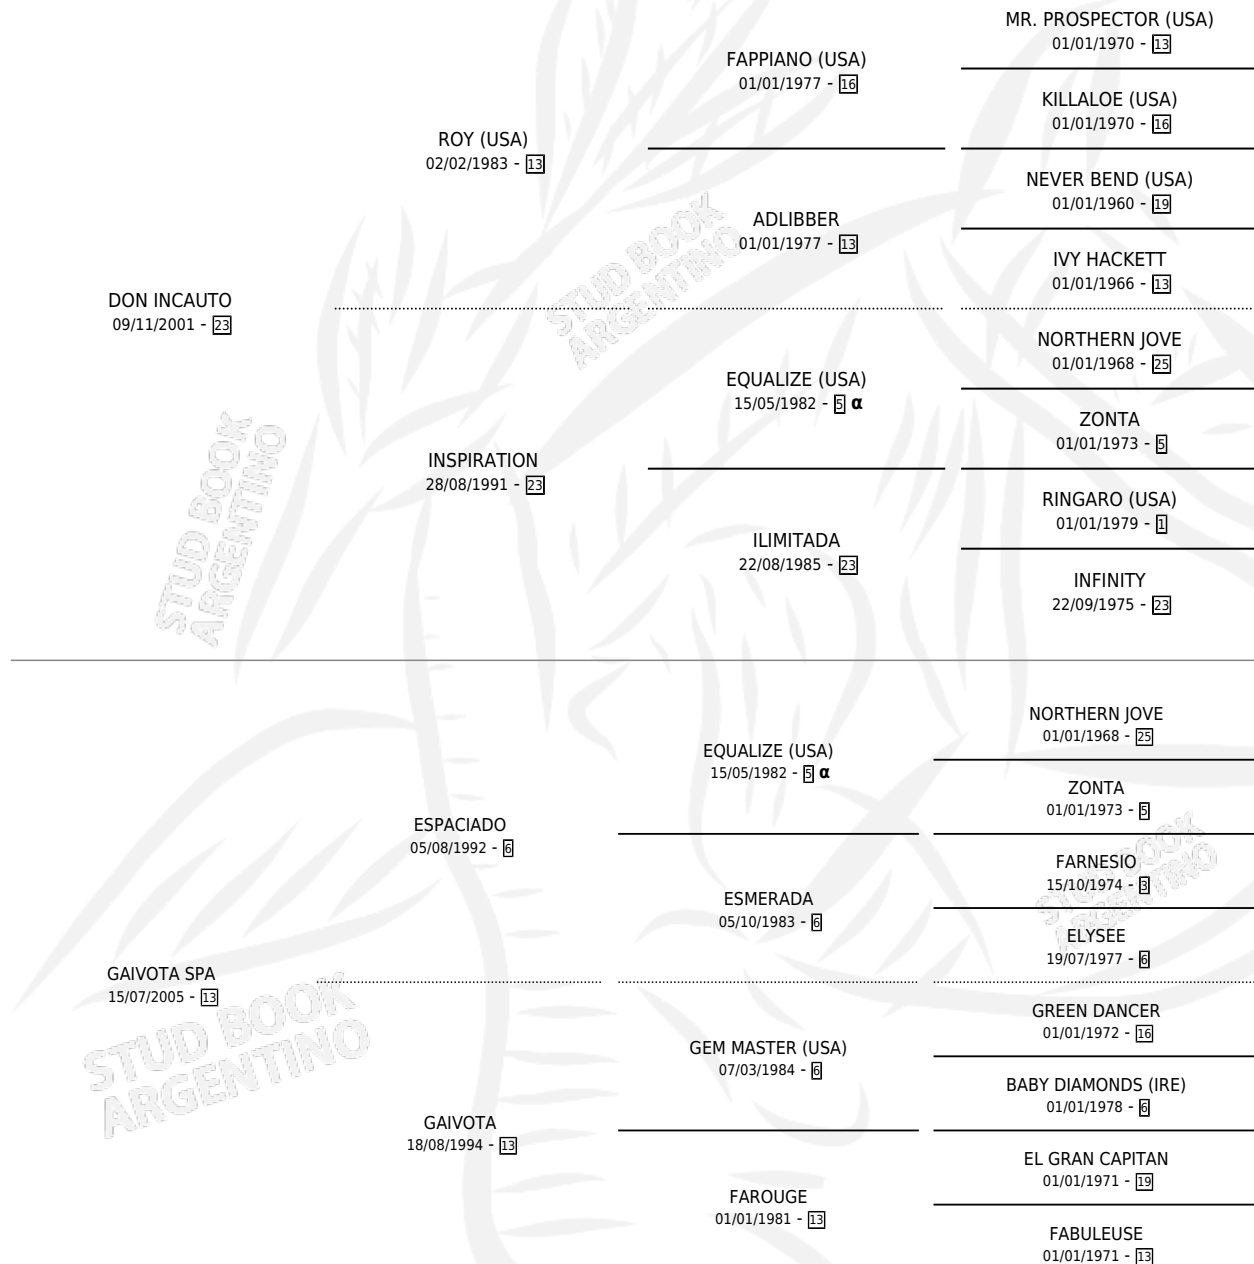 MR. PROSPECTOR (USA)
01/01/1970 - 13
FAPPIANO (USA)
01/01/1977 - 16
KILLALOE (USA)
01/01/1970 - 16
ROY (USA)
02/02/1983 - 13
NEVER BEND (USA)
01/01/1960 - 19
ADLIBBER
01/01/1977 - 13
IVY HACKETT
01/01/1966 - 13
DON INCAUTO
09/11/2001 - 23
NORTHERN JOVE
01/01/1968 - 25
EQUALIZE (USA)
15/05/1982 - 5 α
ZONTA
01/01/1973 - 5
INSPIRATION
28/08/1991 - 23
RINGARO (USA)
01/01/1979 - 1
ILIMITADA
22/08/1985 - 23
INFINITY
22/09/1975 - 23
NORTHERN JOVE
01/01/1968 - 25
EQUALIZE (USA)
15/05/1982 - 5 α
ZONTA
01/01/1973 - 5
ESPACIADO
05/08/1992 - 6
FARNESIO
15/10/1974 - 3
ESMERADA
05/10/1983 - 6
ELYSEE
19/07/1977 - 6
GAIVOTA SPA
15/07/2005 - 13
GREEN DANCER
01/01/1972 - 16
GEM MASTER (USA)
07/03/1984 - 6
BABY DIAMONDS (IRE)
01/01/1978 - 6
GAIVOTA
18/08/1994 - 13
EL GRAN CAPITAN
01/01/1971 - 19
FAROUGE
01/01/1981 - 13
FABULEUSE
01/01/1971 - 13
STUD BOOK
ARGENTINO
STUD BOOK
ARGENTINO
STUD BOOK
ARGENTINO
STUD BOOK
ARGENTINO